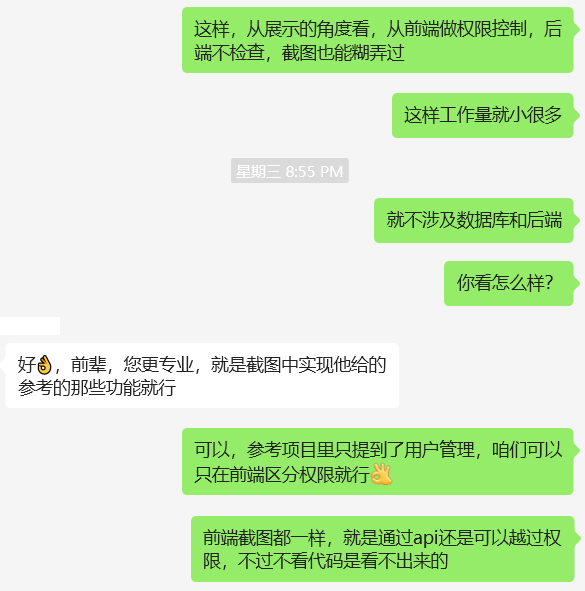 这样，从展示的角度看，从前端做权限控制，后
端不检查，截图也能糊弄过
这样工作量就小很多
星期三 8:55 PM
就不涉及数据库和后端
你看怎么样？
好👌，前辈，您更专业，就是截图中实现他给的
参考的那些功能就行
可以，参考项目里只提到了用户管理，咱们可以
只在前端区分权限就行👌
前端截图都一样，就是通过api还是可以越过权
限，不过不看代码是看不出来的